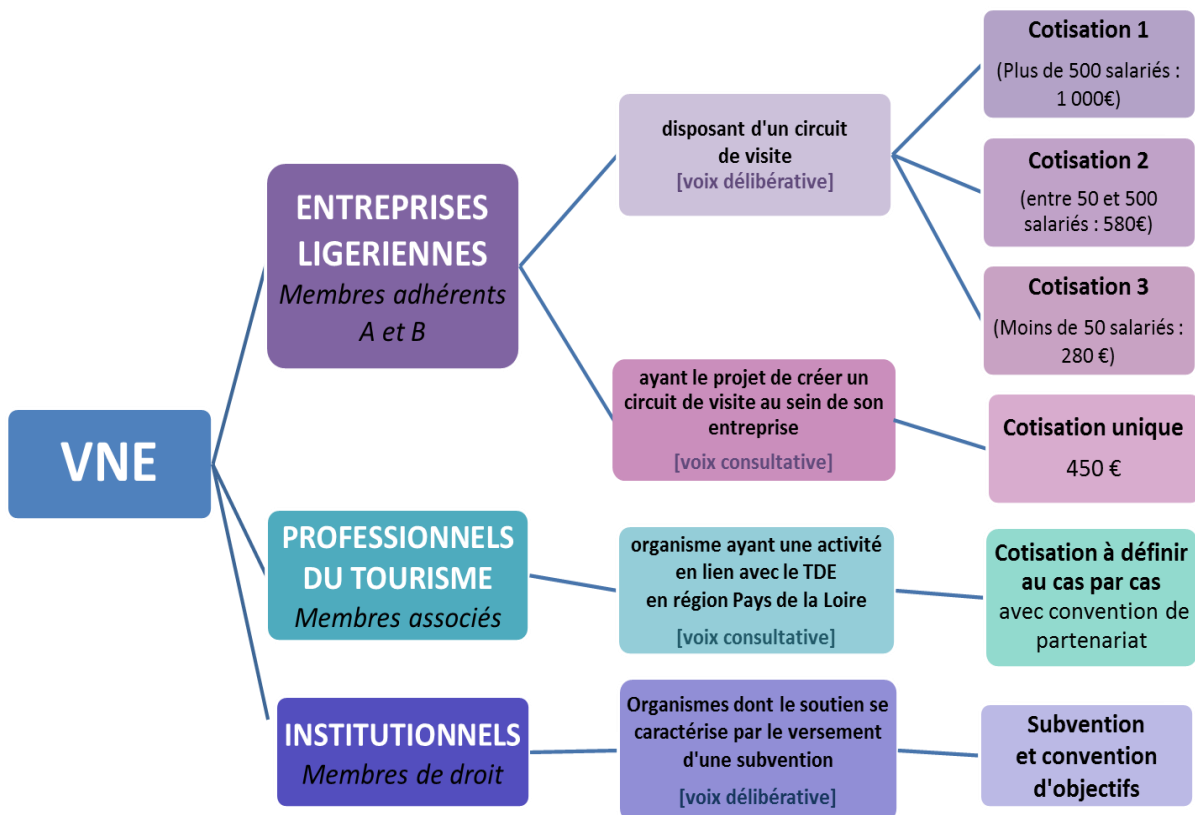 VNE
ENTREPRISES
LIGERIENNES
Membres adhérents
A et B
disposant d'un circuit
de visite
[voix délibérative]
Cotisation 1
(Plus de 500 salariés :
1 000€)
Cotisation 2
(entre 50 et 500
salariés : 580€)
Cotisation 3
(Moins de 50 salariés :
280 €)
ayant le projet de créer un
circuit de visite au sein de son
entreprise
[voix consultative]
Cotisation unique
450 €
PROFESSIONNELS
DU TOURISME
Membres associés
organisme ayant une activité
en lien avec le TDE
en région Pays de la Loire
[voix consultative]
Cotisation à définir
au cas par cas
avec convention de
partenariat
INSTITUTIONNELS
Membres de droit
Organismes dont le soutien se
caractérise par le versement
d'une subvention
[voix délibérative]
Subvention
et convention
d'objectifs